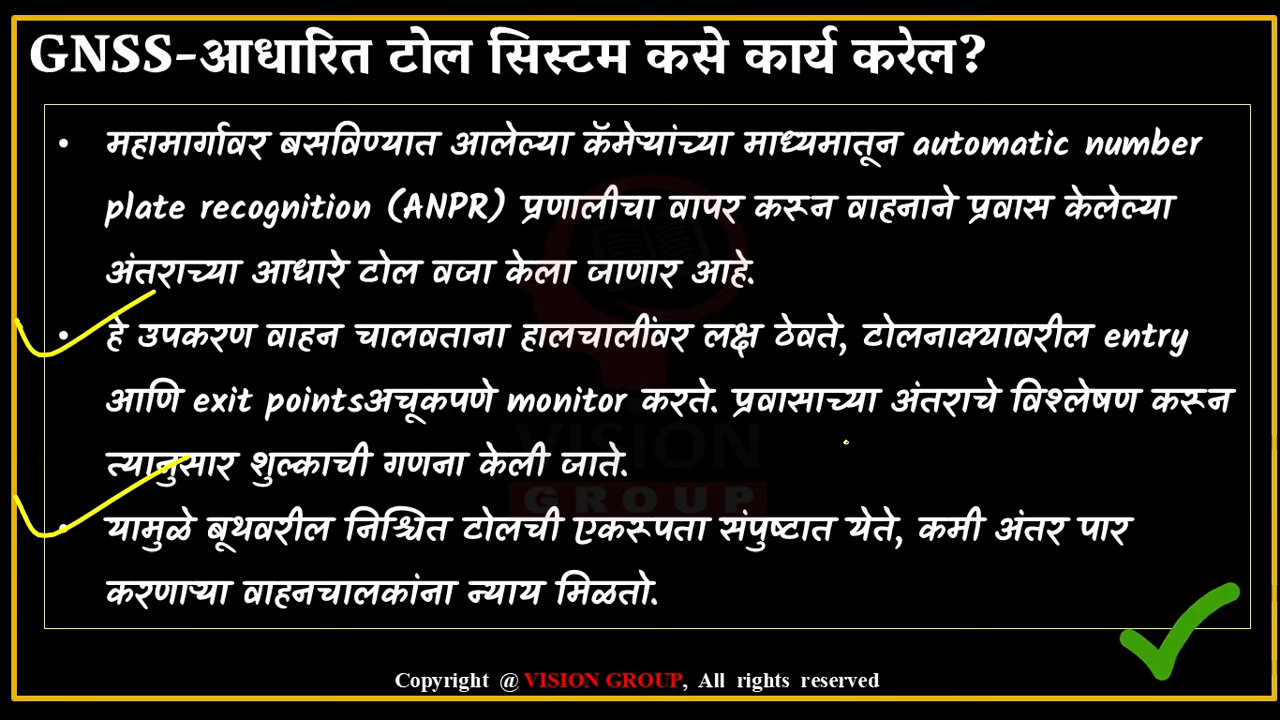 GNSS-आधारित टोल सिस्टम कसे कार्य करेल?
• महामार्गावर बसविण्यात आलेल्या कॅमेऱ्यांच्या माध्यमातून automatic number
plate recognition (ANPR) प्रणालीचा वापर करून वाहनाने प्रवास केलेल्या
अंतराच्या आधारे टोल वजा केला जाणार आहे.
• हे उपकरण वाहन चालवताना हालचालींवर लक्ष ठेवते, टोलनाक्यावरील entry
आणि exit pointsअचूकपणे monitor करते. प्रवासाच्या अंतराचे विश्लेषण करून
त्यानुसार शुल्काची गणना केली जाते.
• यामुळे बूथवरील निश्चित टोलची एकरूपता संपुष्टात येते, कमी अंतर पार
करणाऱ्या वाहनचालकांना न्याय मिळतो.
VISION
GROUP
Copyright @ VISION GROUP, All rights reserved